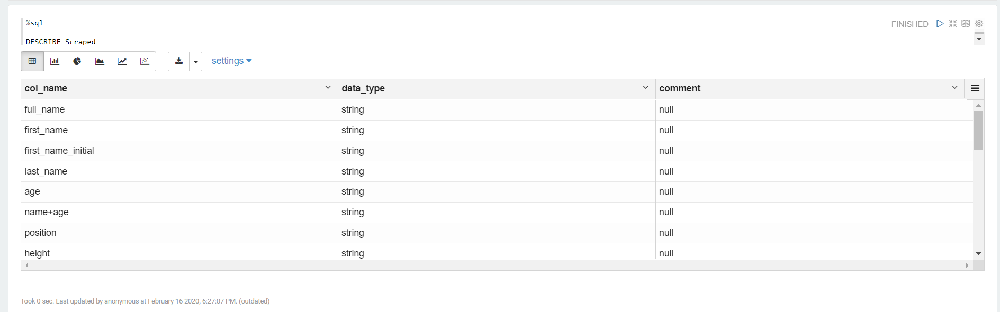 %sql
FINISHED
DESCRIBE Scraped
settings
col_name data_type comment
full_name string null
first_name string null
first_name_initial string null
last_name string null
age string null
name+age string null
position string null
height string null
Took 0 sec. Last updated by anonymous at February 16 2020, 6:27:07 PM. (outdated)